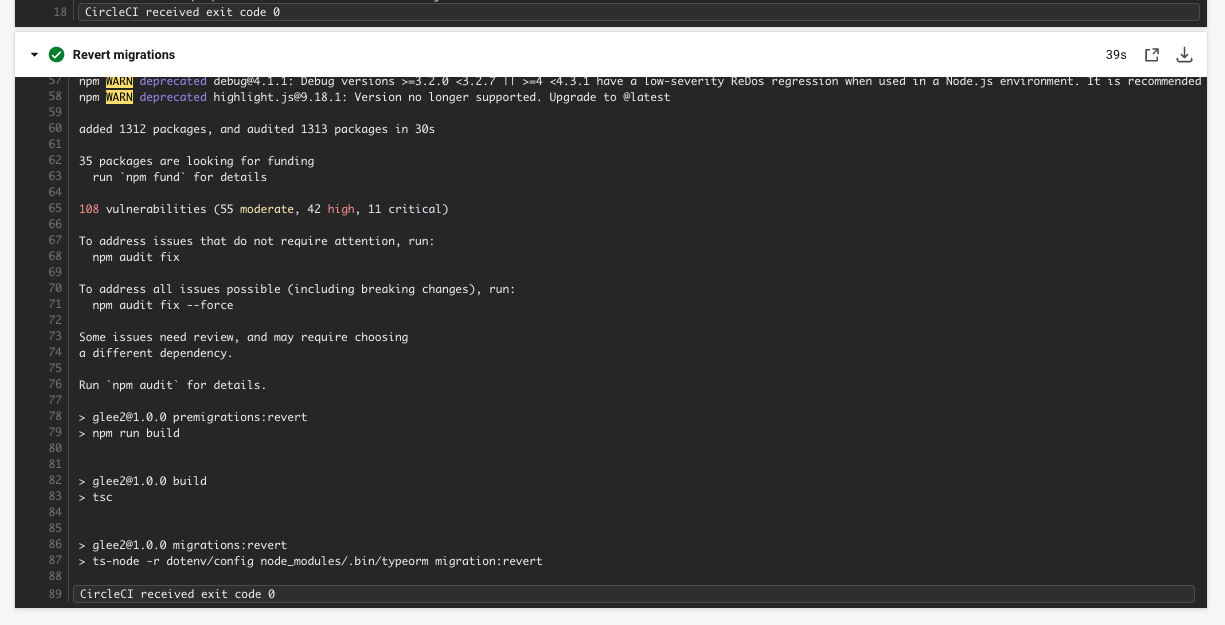 18 CircleCI received exit code 0
Revert migrations 39s
57 npm WARN deprecated debug@4.1.1: Debug versions >=3.2.0 <3.2.7 || >=4 <4.3.1 have a low-severity ReDos regression when used in a Node.js environment. It is recommended
58 npm WARN deprecated highlight.js@9.18.1: Version no longer supported. Upgrade to @latest
59
60 added 1312 packages, and audited 1313 packages in 30s
61
62 35 packages are looking for funding
63 run `npm fund` for details
64
65 108 vulnerabilities (55 moderate, 42 high, 11 critical)
66
67 To address issues that do not require attention, run:
68 npm audit fix
69
70 To address all issues possible (including breaking changes), run:
71 npm audit fix --force
72
73 Some issues need review, and may require choosing
74 a different dependency.
75
76 Run `npm audit` for details.
77
78 > glee2@1.0.0 premigrations:revert
79 > npm run build
80
81
82 > glee2@1.0.0 build
83 > tsc
84
85
86 > glee2@1.0.0 migrations:revert
87 > ts-node -r dotenv/config node_modules/.bin/typeorm migration:revert
88
89 CircleCI received exit code 0